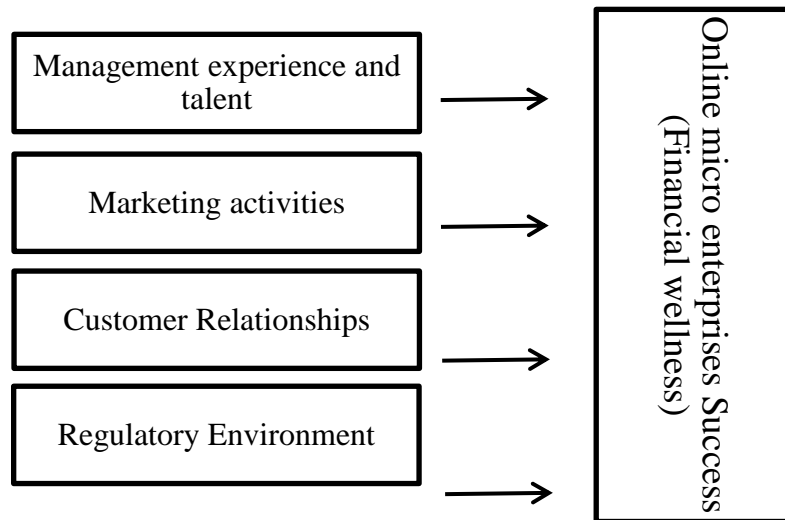 Management experience and
talent
Marketing activities
Customer Relationships
Regulatory Environment
Online micro enterprises Success
(Financial wellness)